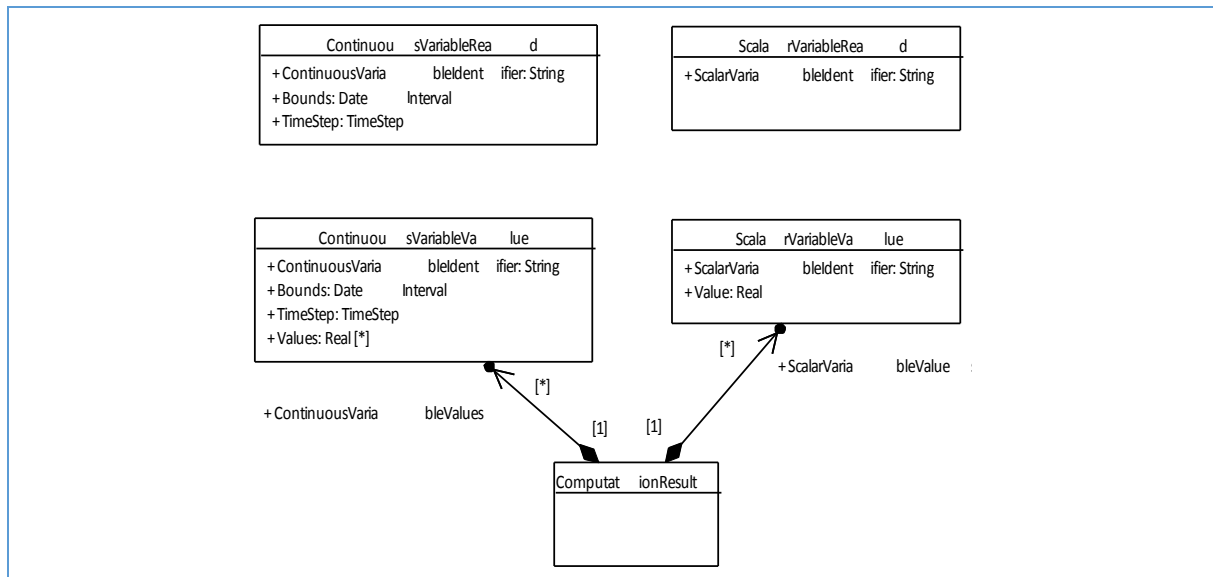 ContinuousVariableRead
+ ContinuousVariableIdentifier: String
+ Bounds: DateInterval
+ TimeStep: TimeStep
ScalarVariableRead
+ ScalarVariableIdentifier: String
ContinuousVariableValue
+ ContinuousVariableIdentifier: String
+ Bounds: DateInterval
+ TimeStep: TimeStep
+ Values: Real [*]
ScalarVariableValue
+ ScalarVariableIdentifier: String
+ Value: Real
[*]
+ ScalarVariableValue
[*]
+ ContinuousVariableValues
[1]
[1]
ComputationResult